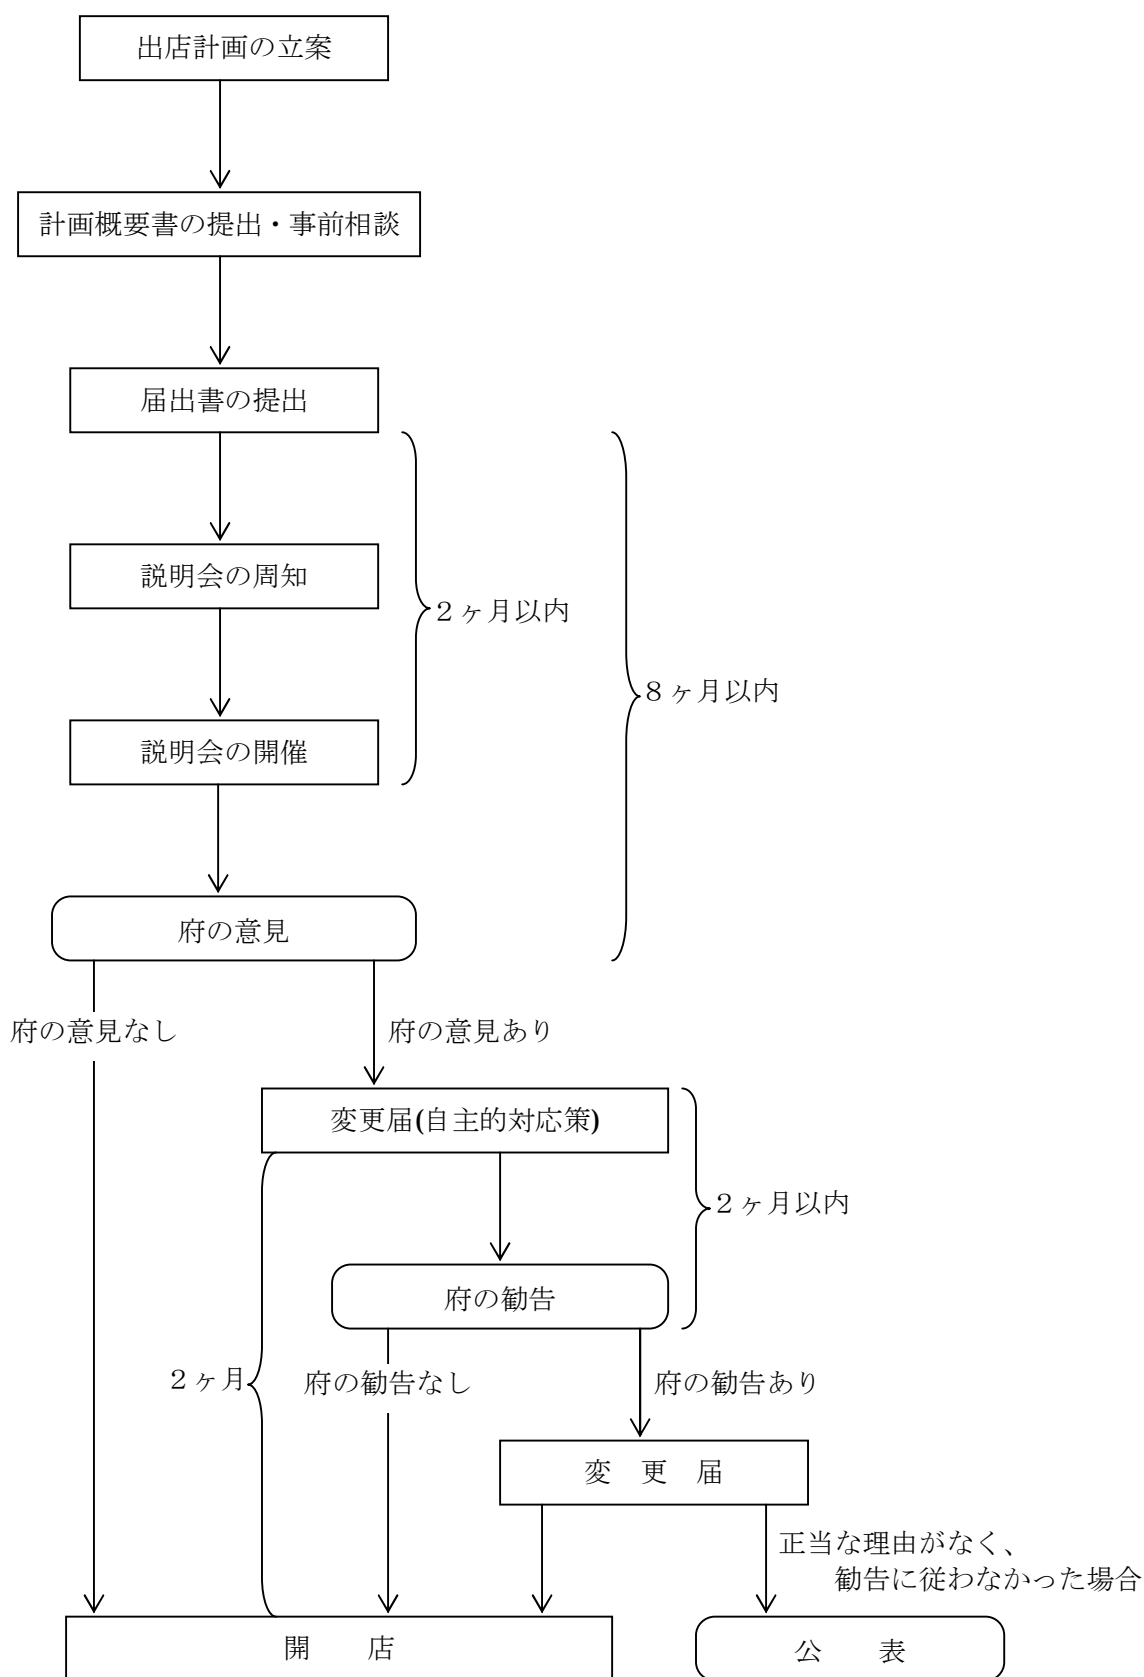 出店計画の立案
計画概要書の提出・事前相談
届出書の提出
説明会の周知
2ヶ月以内
8ヶ月以内
説明会の開催
府の意見
府の意見なし
府の意見あり
変更届(自主的対応策)
2ヶ月以内
府の勧告
2ヶ月
府の勧告なし
府の勧告あり
変 更 届
正当な理由がなく、
勧告に従わなかった場合
開 店
公 表